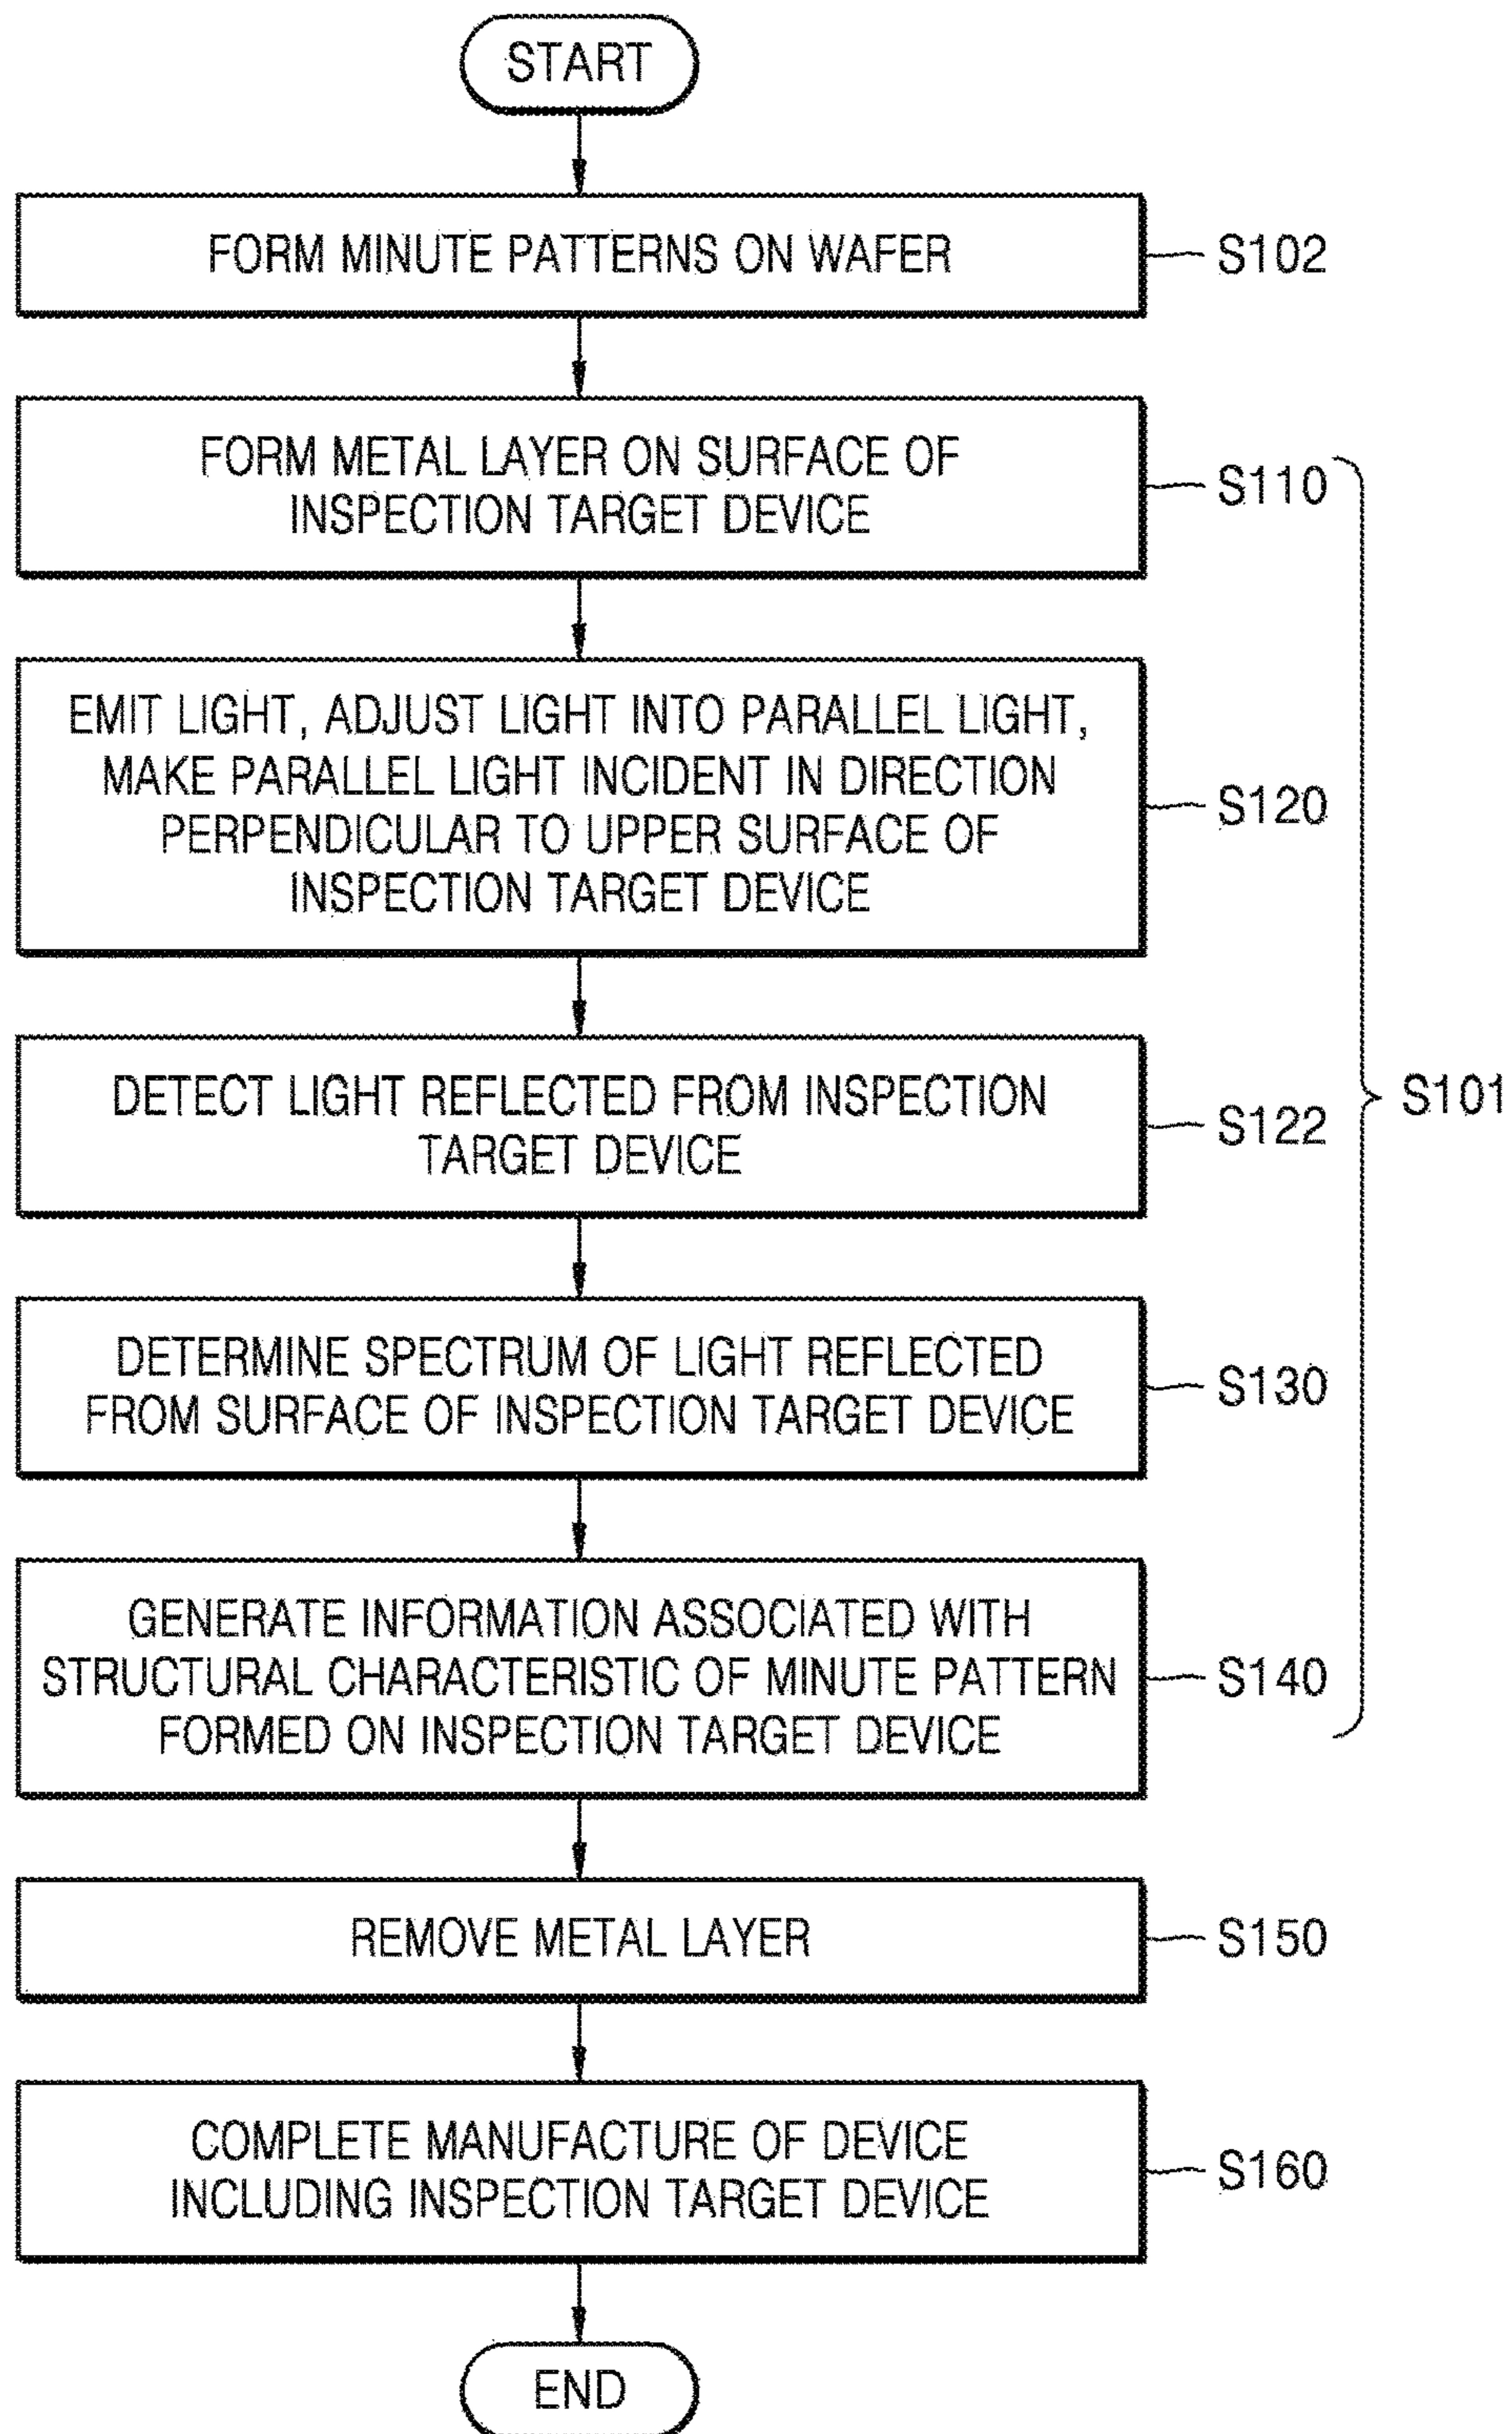 START
FORM MINUTE PATTERNS ON WAFER
S102
FORM METAL LAYER ON SURFACE OF
INSPECTION TARGET DEVICE
S110
EMIT LIGHT, ADJUST LIGHT INTO PARALLEL LIGHT,
MAKE PARALLEL LIGHT INCIDENT IN DIRECTION
PERPENDICULAR TO UPPER SURFACE OF
INSPECTION TARGET DEVICE
S120
DETECT LIGHT REFLECTED FROM INSPECTION
TARGET DEVICE
S122
S101
DETERMINE SPECTRUM OF LIGHT REFLECTED
FROM SURFACE OF INSPECTION TARGET DEVICE
S130
GENERATE INFORMATION ASSOCIATED WITH
STRUCTURAL CHARACTERISTIC OF MINUTE PATTERN
FORMED ON INSPECTION TARGET DEVICE
S140
REMOVE METAL LAYER
S150
COMPLETE MANUFACTURE OF DEVICE
INCLUDING INSPECTION TARGET DEVICE
S160
END